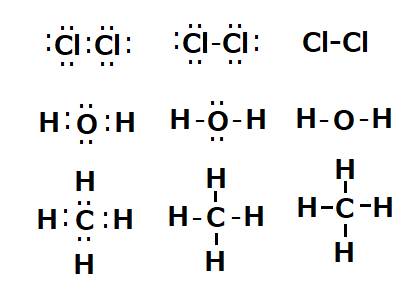 :Cl:Cl: :Cl-Cl: Cl-Cl
H:O:H H-O-H H-O-H
H H H
H:C:H H-C-H H-C-H
H H H